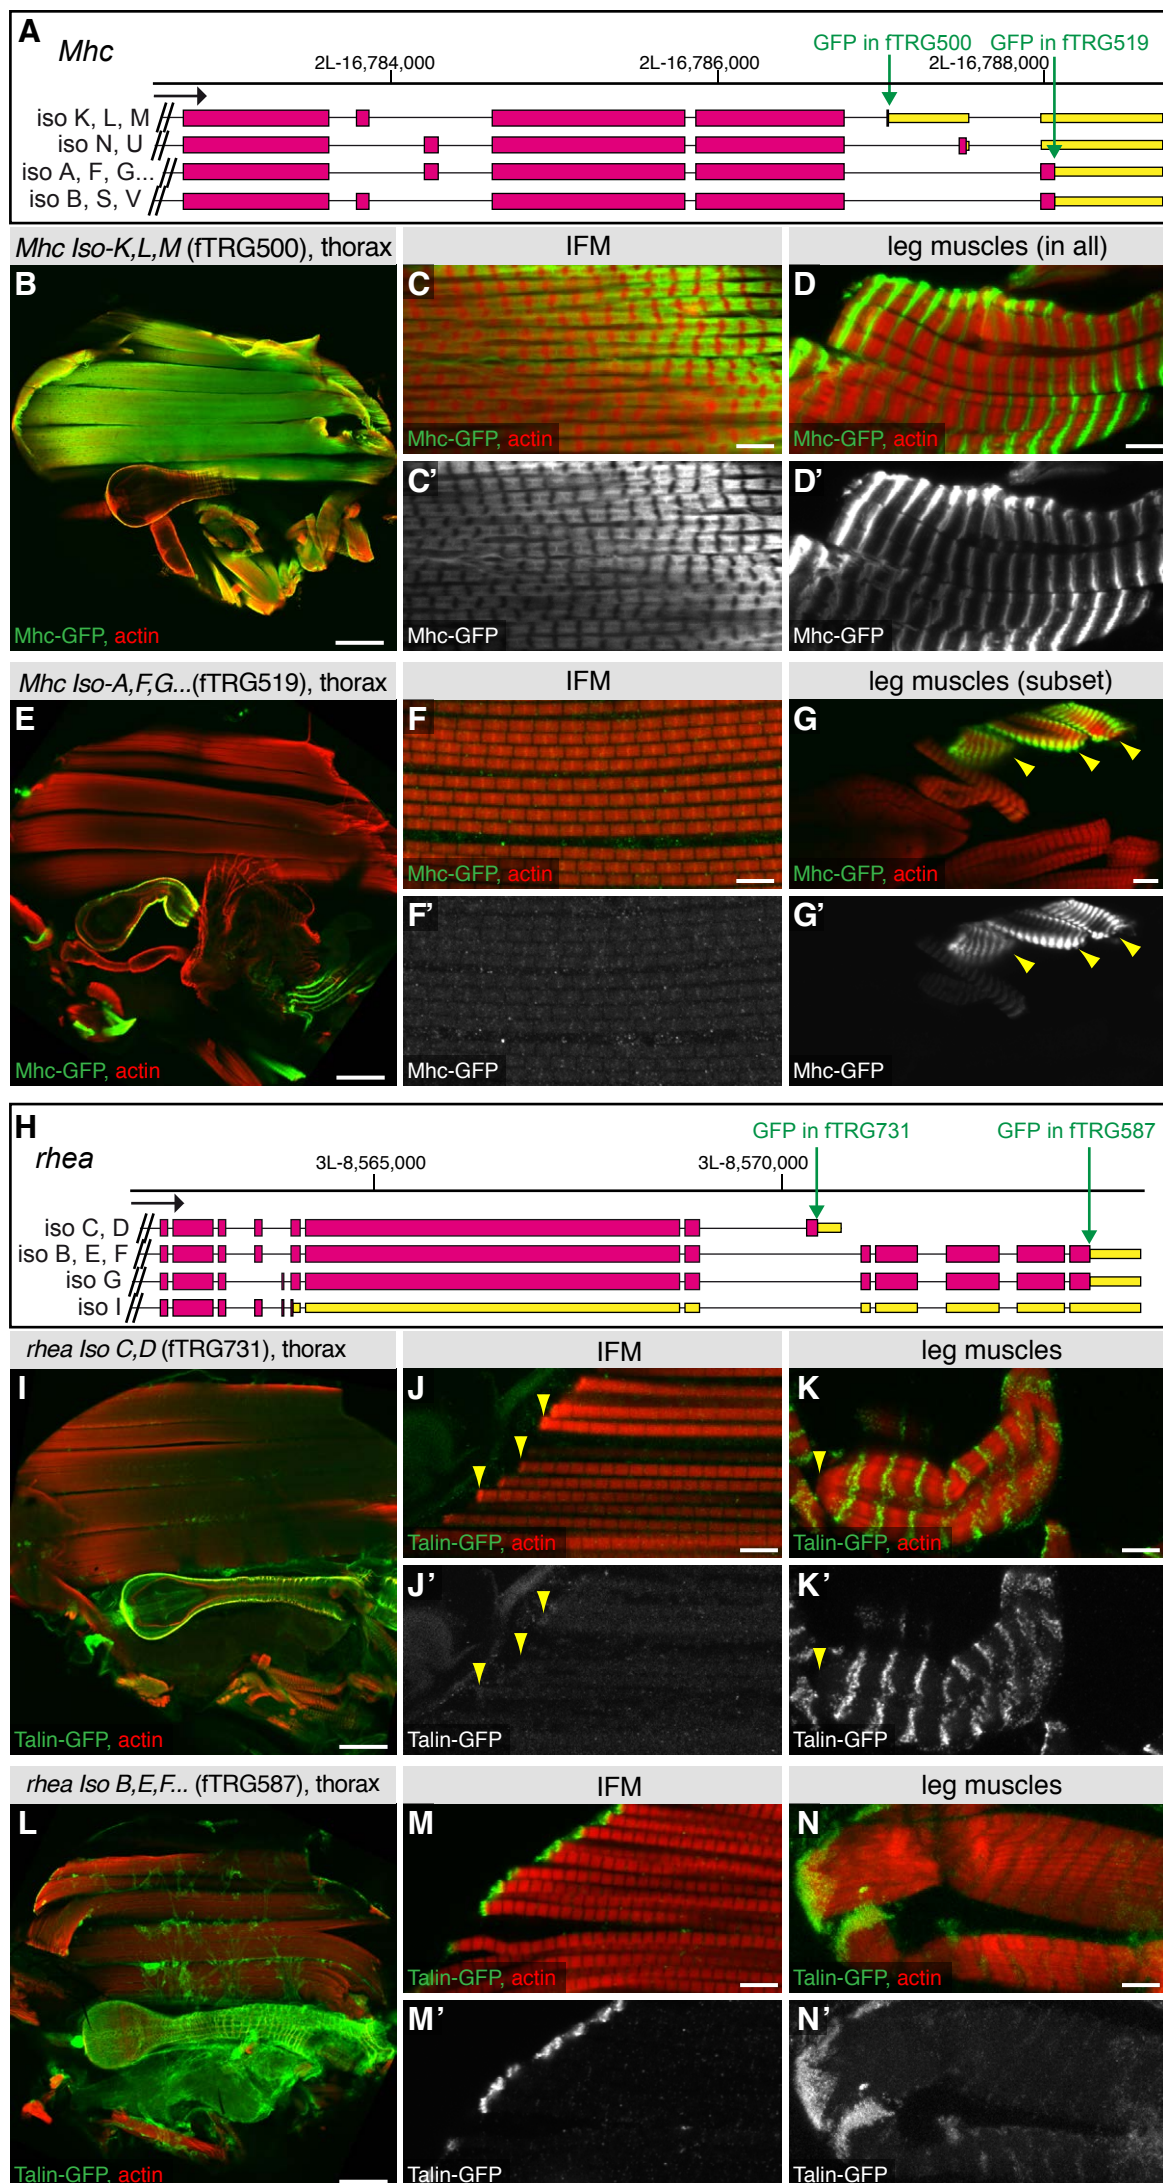 A
Mhc
GFP in fTRG500 GFP in fTRG519
2L-16,784,000 2L-16,786,000 2L-16,788,000
iso K, L, M
iso N, U
iso A, F, G...
iso B, S, V
Mhc Iso-K,L,M (fTRG500), thorax
IFM
leg muscles (in all)
B
Mhc-GFP, actin
C
Mhc-GFP, actin
D
Mhc-GFP, actin
C’
Mhc-GFP
D’
Mhc-GFP
Mhc Iso-A,F,G...(fTRG519), thorax
IFM
leg muscles (subset)
E
Mhc-GFP, actin
F
Mhc-GFP, actin
G
Mhc-GFP, actin
F’
Mhc-GFP
G’
Mhc-GFP
H
rhea
GFP in fTRG731 GFP in fTRG587
3L-8,565,000 3L-8,570,000
iso C, D
iso B, E, F
iso G
iso I
rhea Iso C,D (fTRG731), thorax
IFM
leg muscles
I
Talin-GFP, actin
J
Talin-GFP, actin
K
Talin-GFP, actin
J’
Talin-GFP
K’
Talin-GFP
rhea Iso B,E,F... (fTRG587), thorax
IFM
leg muscles
L
Talin-GFP, actin
M
Talin-GFP, actin
N
Talin-GFP, actin
M’
Talin-GFP
N’
Talin-GFP